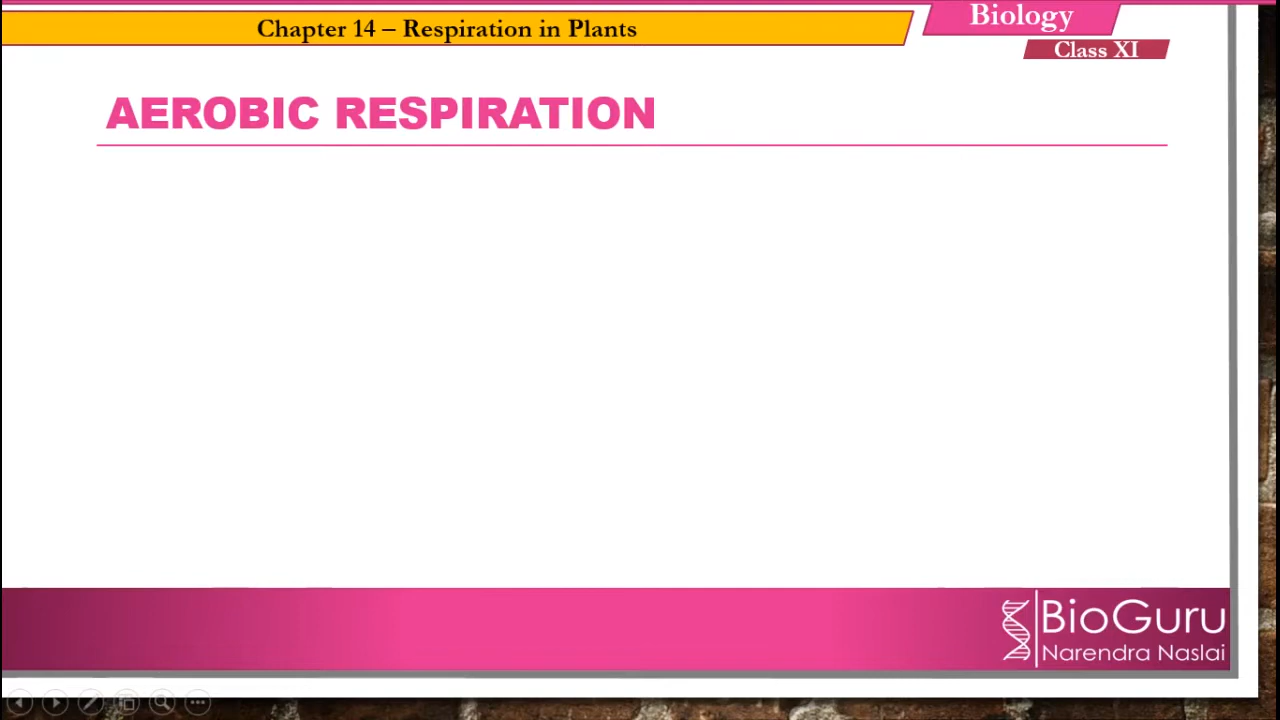 Chapter 14 – Respiration in Plants
Biology
Class XI
AEROBIC RESPIRATION
BioGuru
Narendra Naslai